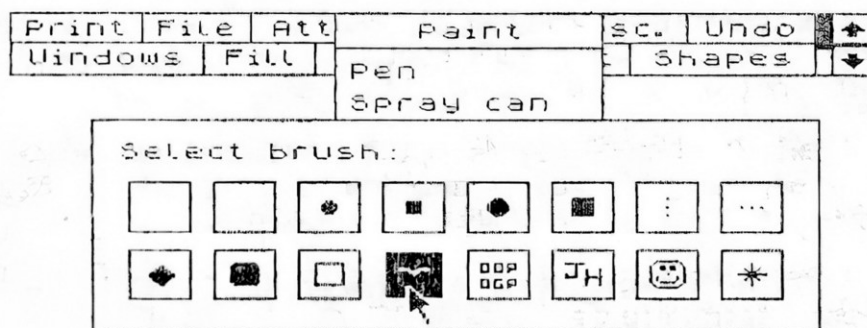 Print File Att Paint sc. Undo
Windows Fill Shapes
Pen
Spray can
Select brush:
JH